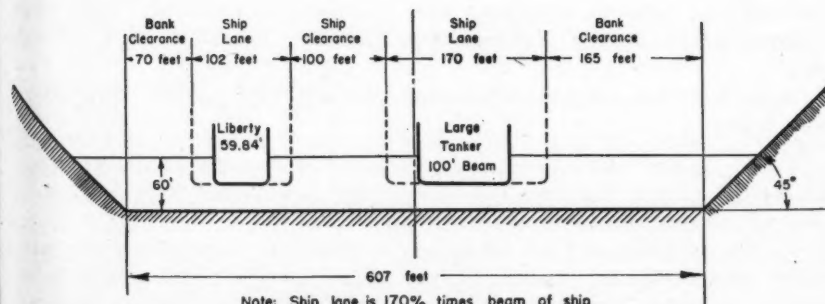 Bank
Clearance
70 feet
Ship
Lane
102 feet
Ship
Clearance
100 feet
Ship
Lane
170 feet
Bank
Clearance
165 feet
Liberty
59.84'
Large
Tanker
100' Beam
60'
45°
607 feet
Note: Ship lane is 170% times beam of ship